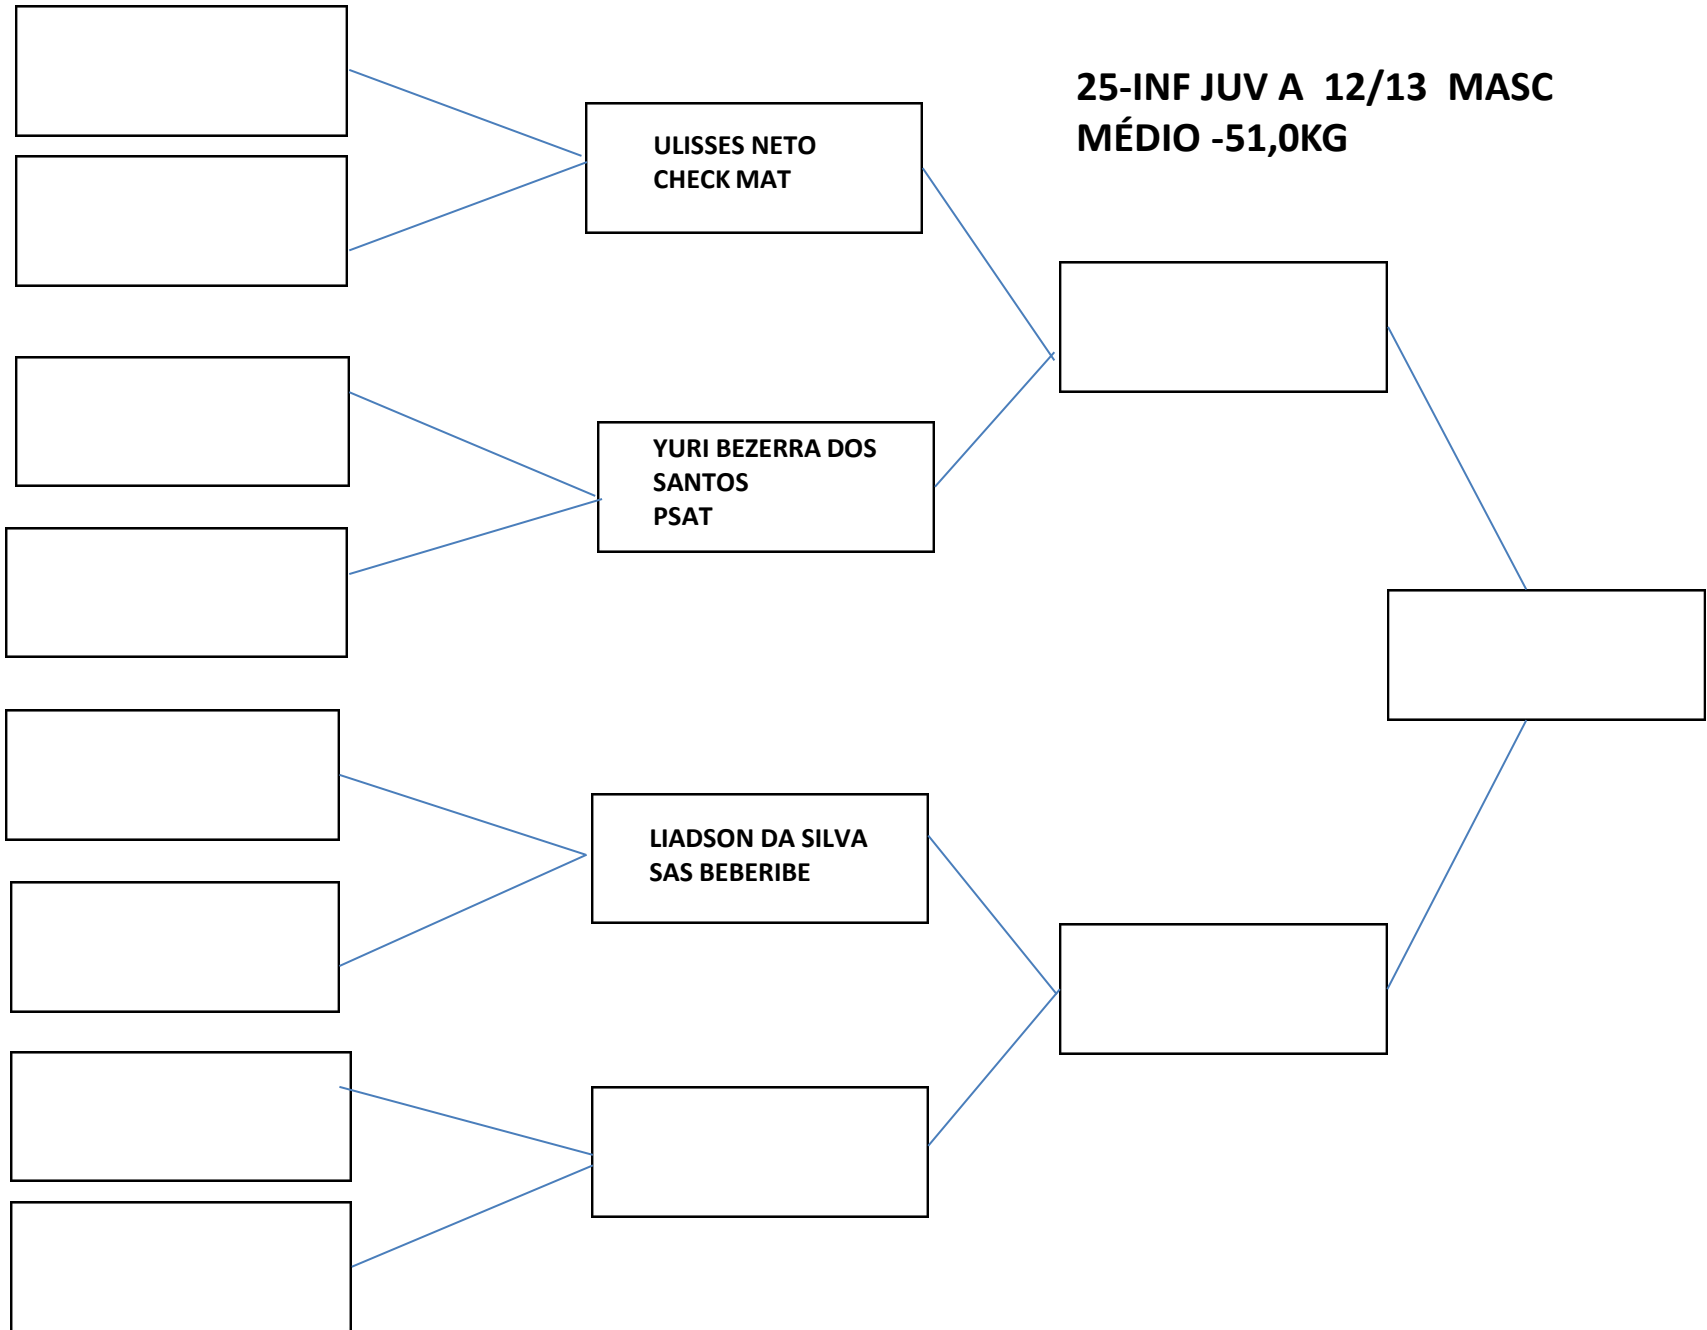 25-INF JUV A 12/13 MASC
MÉDIO -51,0KG
ULISSES NETO
CHECK MAT
YURI BEZERRA DOS
SANTOS
PSAT
LIADSON DA SILVA
SAS BEBERIBE